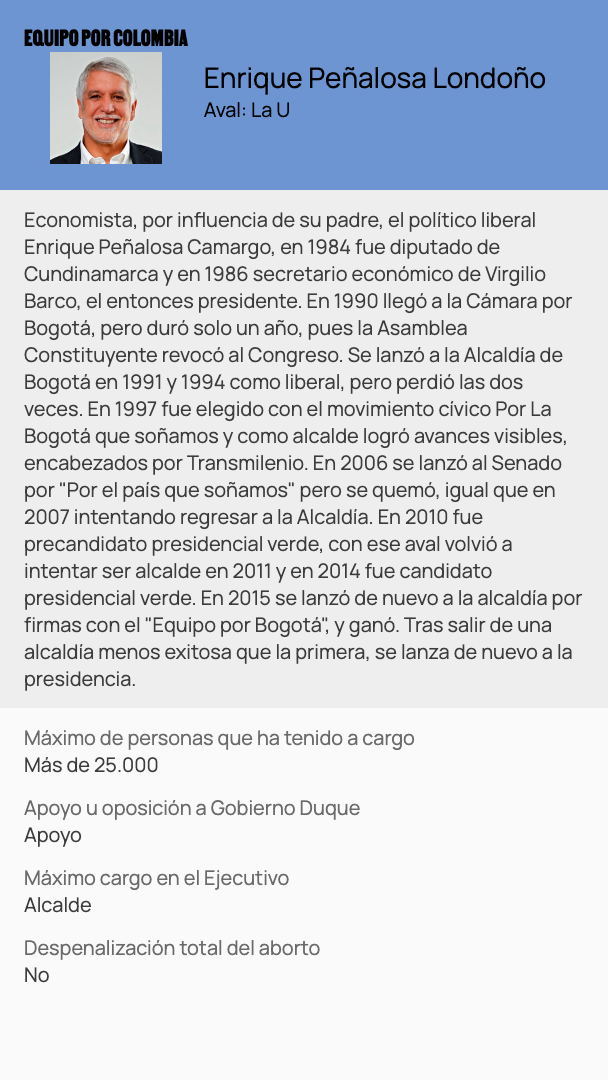 EQUIPO POR COLOMBIA
Enrique Peñalosa Londoño
Aval: La U
Economista, por influencia de su padre, el político liberal
Enrique Peñalosa Camargo, en 1984 fue diputado de
Cundinamarca y en 1986 secretario económico de Virgilio
Barco, el entonces presidente. En 1990 llegó a la Cámara por
Bogotá, pero duró solo un año, pues la Asamblea
Constituyente revocó al Congreso. Se lanzó a la Alcaldía de
Bogotá en 1991 y 1994 como liberal, pero perdió las dos
veces. En 1997 fue elegido con el movimiento cívico Por La
Bogotá que soñamos y como alcalde logró avances visibles,
encabezados por Transmilenio. En 2006 se lanzó al Senado
por "Por el país que soñamos" pero se quemó, igual que en
2007 intentando regresar a la Alcaldía. En 2010 fue
precandidato presidencial verde, con ese aval volvió a
intentar ser alcalde en 2011 y en 2014 fue candidato
presidencial verde. En 2015 se lanzó de nuevo a la alcaldía por
firmas con el "Equipo por Bogotá", y ganó. Tras salir de una
alcaldía menos exitosa que la primera, se lanza de nuevo a la
presidencia.
Máximo de personas que ha tenido a cargo
Más de 25.000
Apoyo u oposición a Gobierno Duque
Apoyo
Máximo cargo en el Ejecutivo
Alcalde
Despenalización total del aborto
No